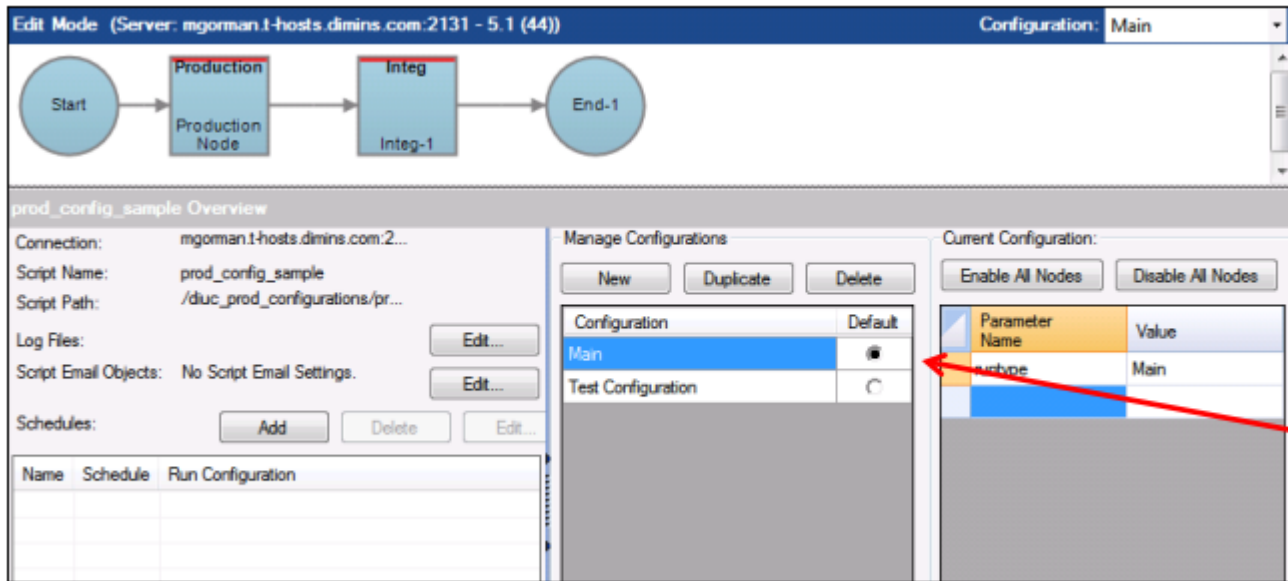 Edit Mode (Server: mgorman.t-hosts.dimins.com:2131 - 5.1 (44)) Configuration: Main
Start
Production
Production
Node
Integ
Integ-1
End-1
prod_config_sample Overview
Connection: mgorman.t-hosts.dimins.com:2...
Script Name: prod_config_sample
Script Path: /diuc_prod_configurations/pr...
Log Files: Edit...
Script Email Objects: No Script Email Settings. Edit...
Schedules: Add Delete Edit...
Name Schedule Run Configuration
Manage Configurations
New Duplicate Delete
Configuration Default
Main
Test Configuration
Current Configuration:
Enable All Nodes Disable All Nodes
Parameter
Name Value
runtype Main